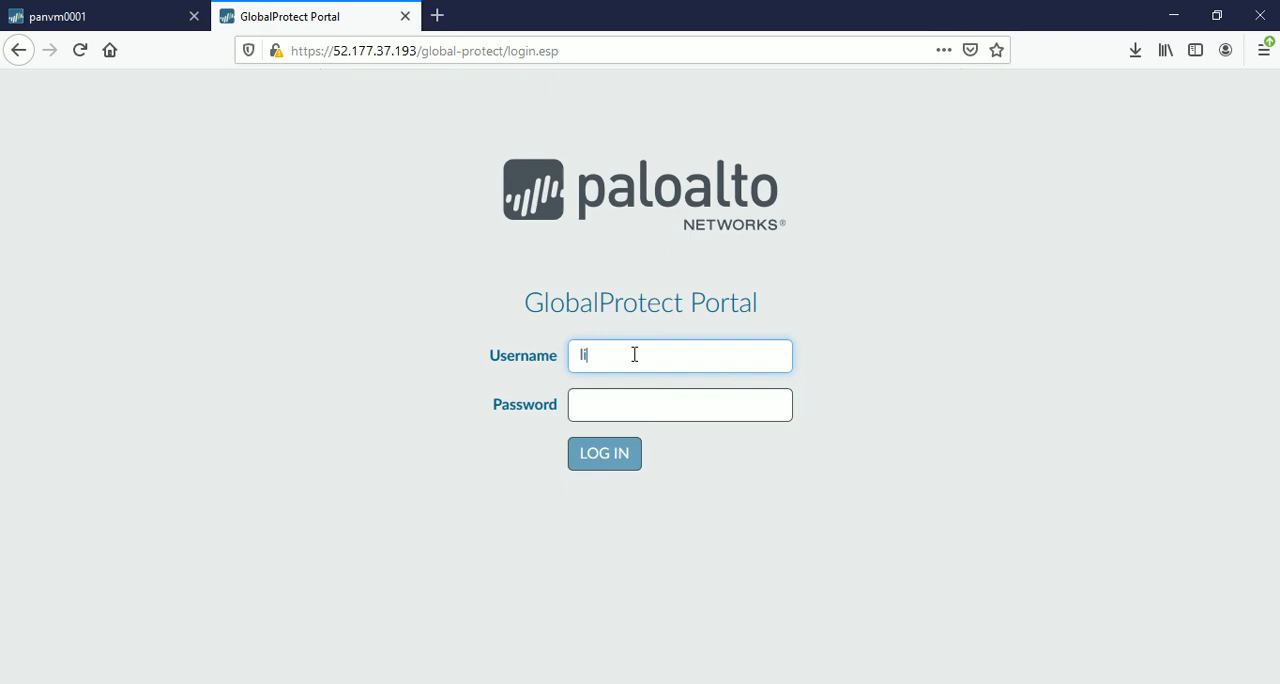 panvm0001
GlobalProtect Portal
https://52.177.37.193/global-protect/login.esp
paloalto
NETWORKS®
GlobalProtect Portal
Username li
Password
LOG IN